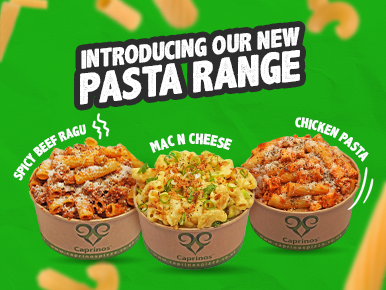 INTRODUCING OUR NEW
PASTA RANGE
SPICY BEEF RAGU
MAC N CHEESE
CHICKEN PASTA
Caprinos
Caprinos
Caprinos